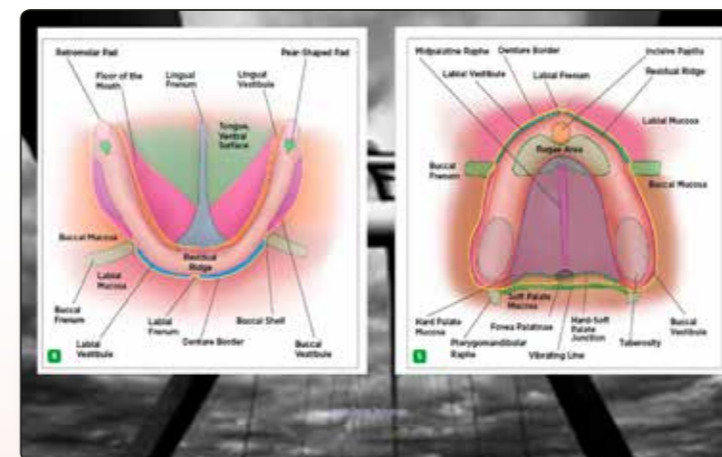 Retromolar Pad
Pear-Shaped Pad
Floor of the
Mouth
Lingual
Frenum
Lingual
Vestibule
Tongue,
Ventral
Surface
Buccal Mucosa
Residual
Ridge
Labial
Mucosa
Buccal
Frenum
Labial
Vestibule
Labial
Frenum
Denture Border
Buccal Shelf
Buccal
Vestibule
Midpalatine Raphe
Denture Border
Incisive Papilla
Labial Vestibule
Labial Frenum
Residual Ridge
Labial Mucosa
Rugae Area
Buccal
Frenum
Buccal Mucosa
Soft Palate
Mucosa
Hard Palate
Mucosa
Fovea Palatinae
Hard-Soft
Palate
Junction
Buccal
Vestibule
Pterygomandibular
Raphe
Vibrating Line
Tuberosity
5